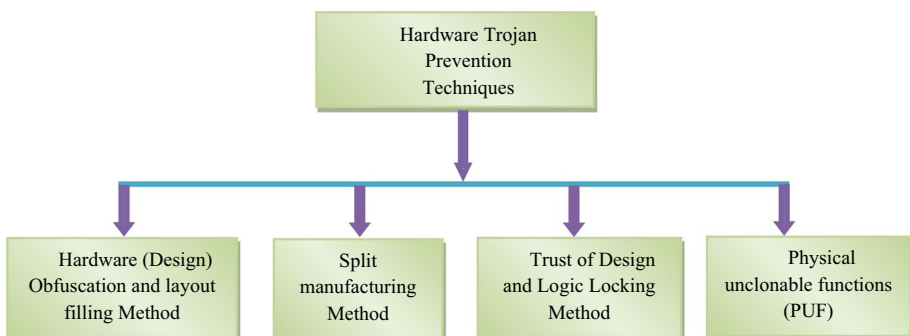 Hardware Trojan
Prevention
Techniques
Hardware (Design)
Obfuscation and layout
filling Method
Split
manufacturing
Method
Trust of Design
and Logic Locking
Method
Physical
unclonable functions
(PUF)